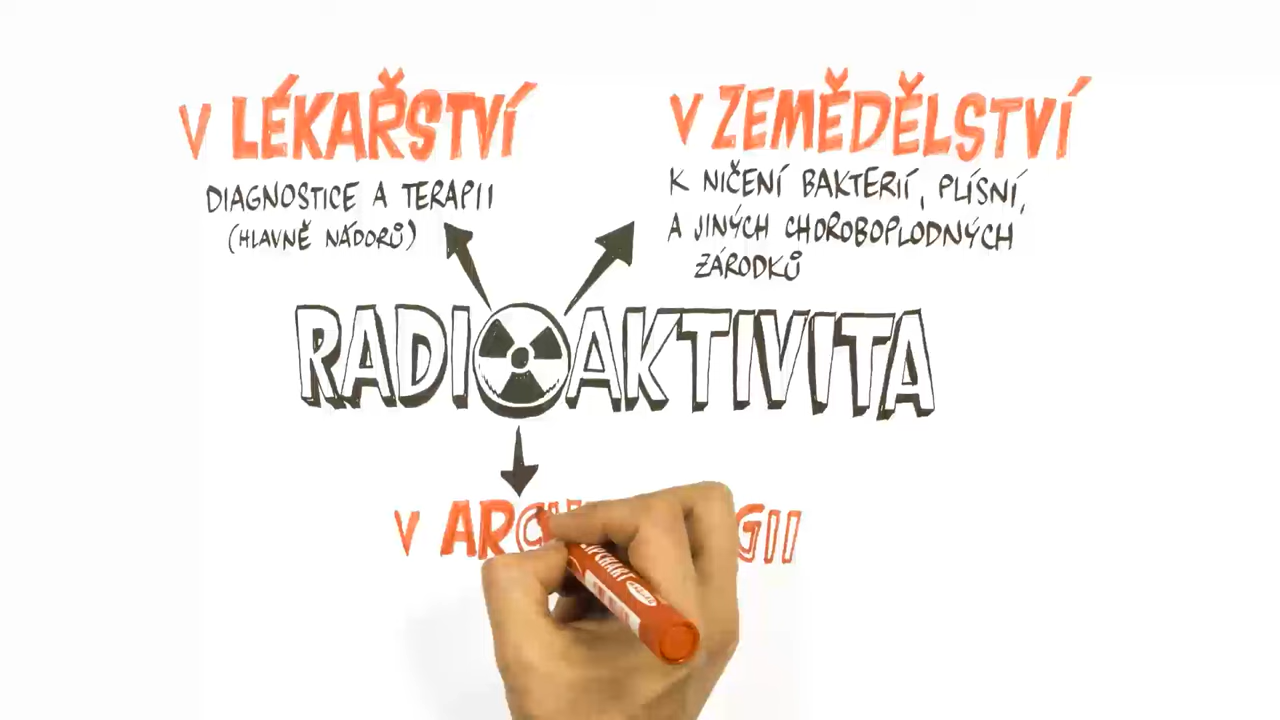 V LÉKAŘSTVÍ
DIAGNOSTICE A TERAPII
(HLAVNĚ NÁDORŮ)
V ZEMĚDĚLSTVÍ
K NIČENÍ BAKTERIÍ, PLÍSNÍ,
A JINÝCH CHOROBOPLODNÝCH
ZÁRODKŮ
RADIOAKTIVITA
V